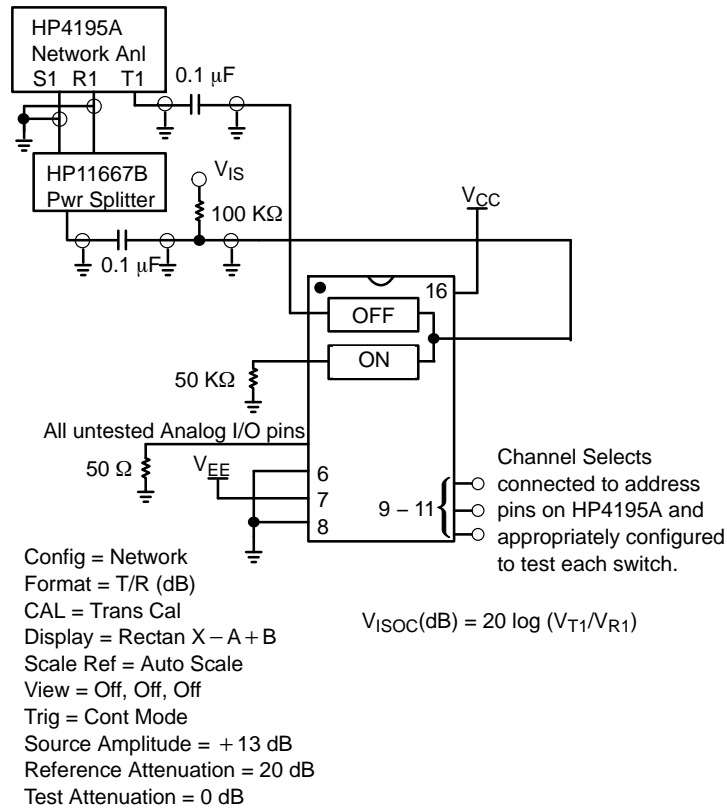 HP4195A
Network Anl
S1 R1 T1
0.1 μF
HP11667B
Pwr Splitter
VIS
100 KΩ
VCC
0.1 μF
16
OFF
ON
50 KΩ
All untested Analog I/O pins
50 Ω
VEE
6
7
8
9 – 11
Channel Selects
connected to address
pins on HP4195A and
appropriately configured
to test each switch.
Config = Network
Format = T/R (dB)
CAL = Trans Cal
Display = Rectan X – A + B
Scale Ref = Auto Scale
View = Off, Off, Off
Trig = Cont Mode
Source Amplitude = + 13 dB
Reference Attenuation = 20 dB
Test Attenuation = 0 dB
VISOC(dB) = 20 log (VT1/VR1)